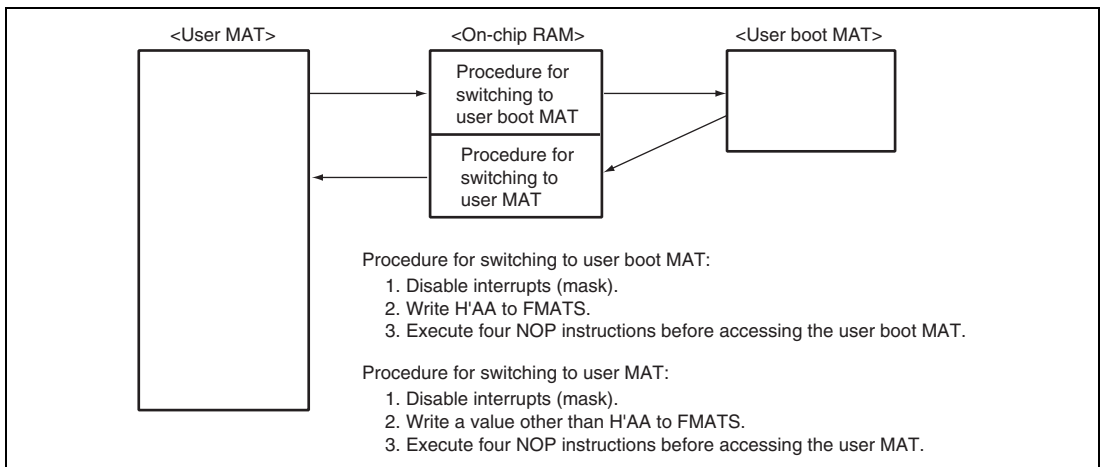 <User MAT>
<On-chip RAM>
<User boot MAT>
Procedure for
switching to
user boot MAT
Procedure for
switching to
user MAT
Procedure for switching to user boot MAT:
1. Disable interrupts (mask).
2. Write H'AA to FMATS.
3. Execute four NOP instructions before accessing the user boot MAT.
Procedure for switching to user MAT:
1. Disable interrupts (mask).
2. Write a value other than H'AA to FMATS.
3. Execute four NOP instructions before accessing the user MAT.